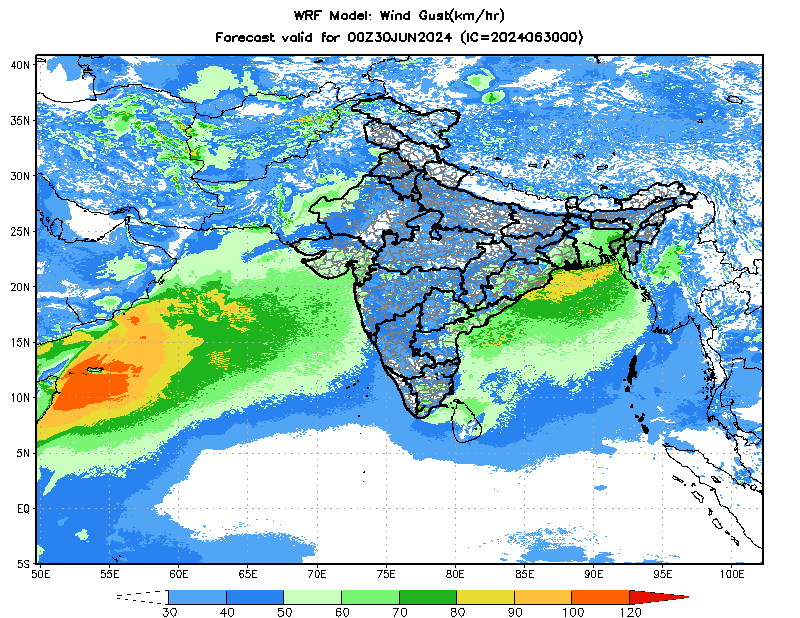 WRF Model: Wind Gust(km/hr)
Forecast valid for 00Z30JUN2024 (IC=2024063000)
40N
35N
30N
25N
20N
15N
10N
5N
EQ
5S
50E 55E 60E 65E 70E 75E 80E 85E 90E 95E 100E
30 40 50 60 70 80 90 100 120